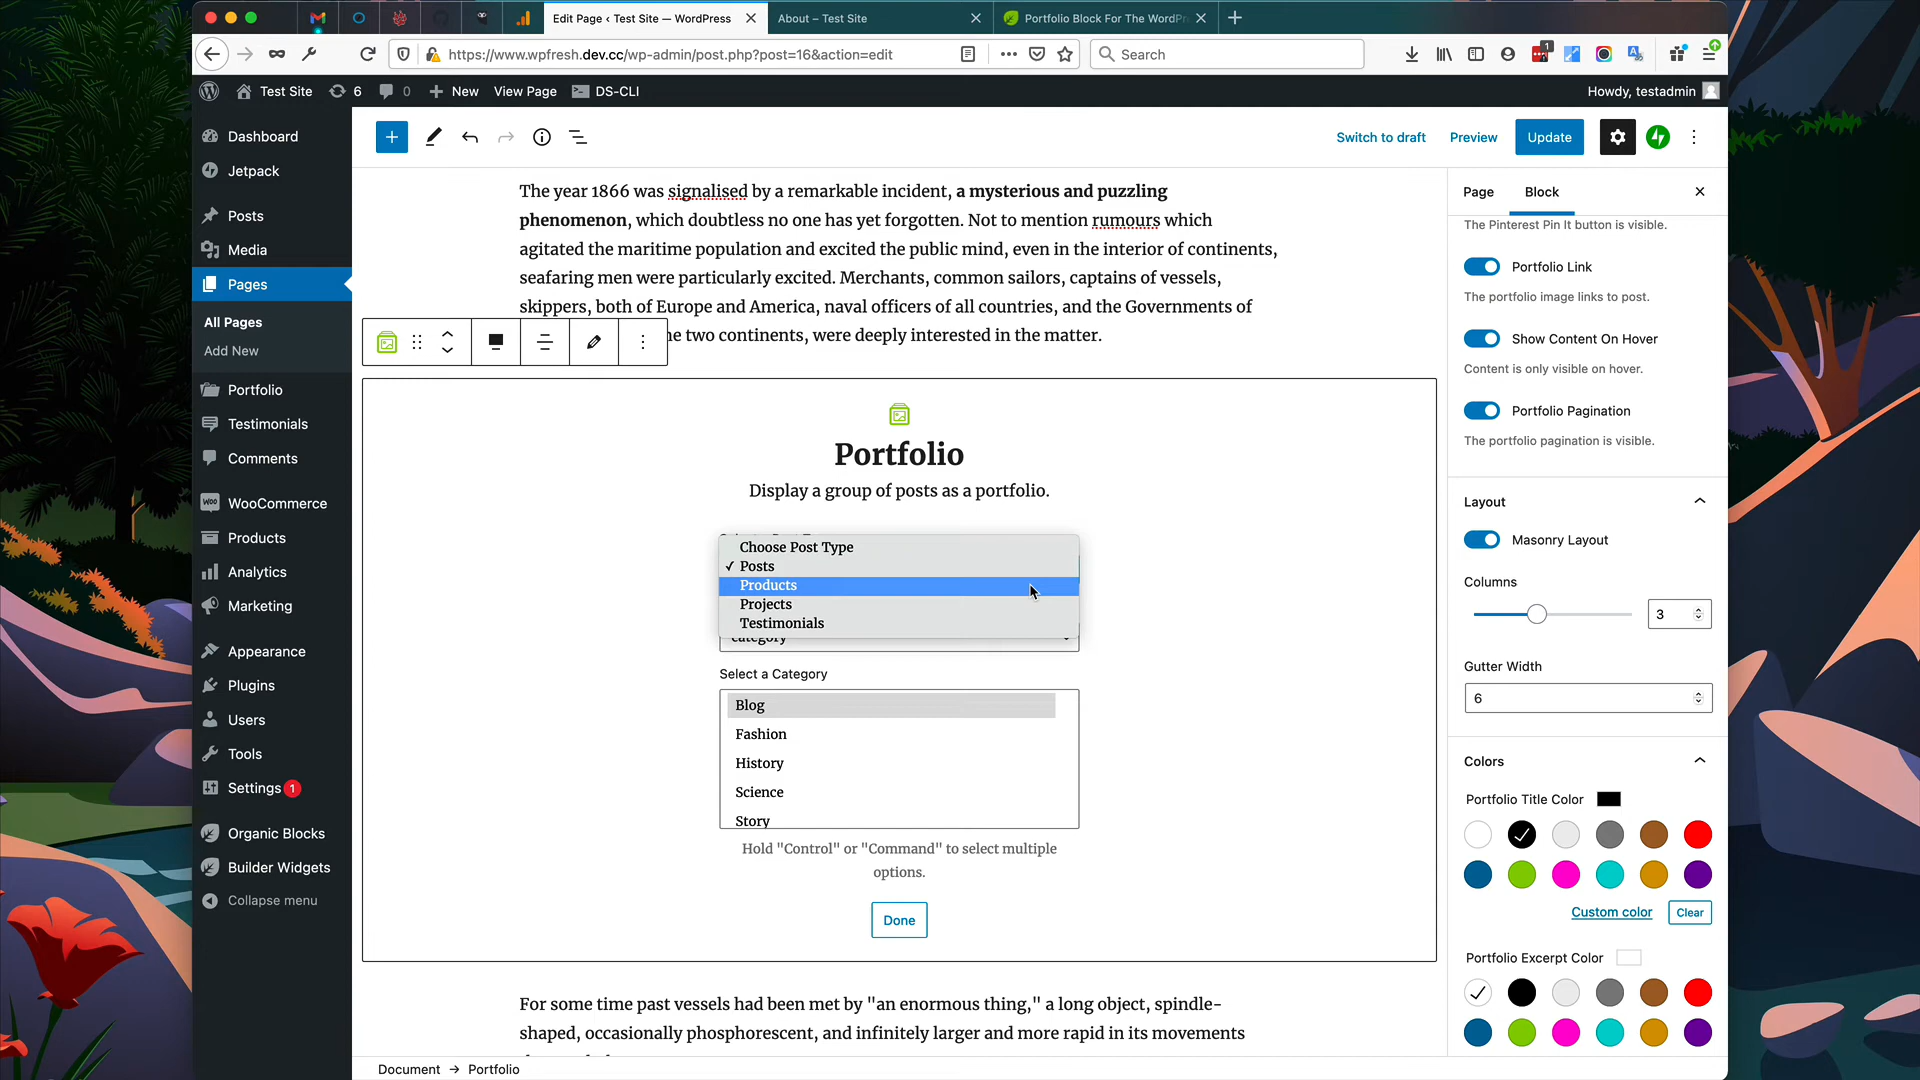 Edit Page ‹ Test Site — WordPress
About – Test Site
Portfolio Block For The WordPr
https://www.wpfresh.dev.cc/wp-admin/post.php?post=16&action=edit
Search
1
Test Site
6
0
New
View Page
DS-CLI
Howdy, testadmin
Dashboard
Jetpack
Posts
Media
Pages
All Pages
Add New
Portfolio
Testimonials
Comments
WOO
WooCommerce
Products
Analytics
Marketing
Appearance
Plugins
Users
Tools
Settings 1
Organic Blocks
Builder Widgets
Collapse menu
Switch to draft
Preview
Update
The year 1866 was signalised by a remarkable incident, a mysterious and puzzling
phenomenon, which doubtless no one has yet forgotten. Not to mention rumours which
agitated the maritime population and excited the public mind, even in the interior of continents,
seafaring men were particularly excited. Merchants, common sailors, captains of vessels,
skippers, both of Europe and America, naval officers of all countries, and the Governments of
e two continents, were deeply interested in the matter.
Portfolio
Display a group of posts as a portfolio.
Choose Post Type
✓ Posts
Products
Projects
Testimonials
category
Select a Category
Blog
Fashion
History
Science
Story
Hold "Control" or "Command" to select multiple
options.
Done
For some time past vessels had been met by "an enormous thing," a long object, spindle-
shaped, occasionally phosphorescent, and infinitely larger and more rapid in its movements
Document → Portfolio
Page
Block
The Pinterest Pin It button is visible.
Portfolio Link
The portfolio image links to post.
Show Content On Hover
Content is only visible on hover.
Portfolio Pagination
The portfolio pagination is visible.
Layout
Masonry Layout
Columns
3
Gutter Width
6
Colors
Portfolio Title Color
Custom color
Clear
Portfolio Excerpt Color